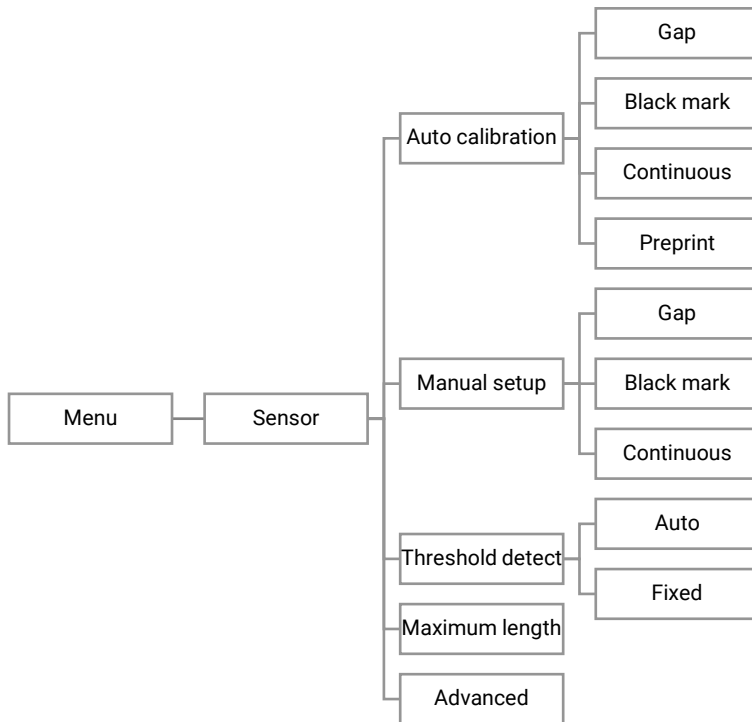 Menu
Sensor
Auto calibration
Gap
Black mark
Continuous
Preprint
Manual setup
Gap
Black mark
Continuous
Threshold detect
Auto
Fixed
Maximum length
Advanced